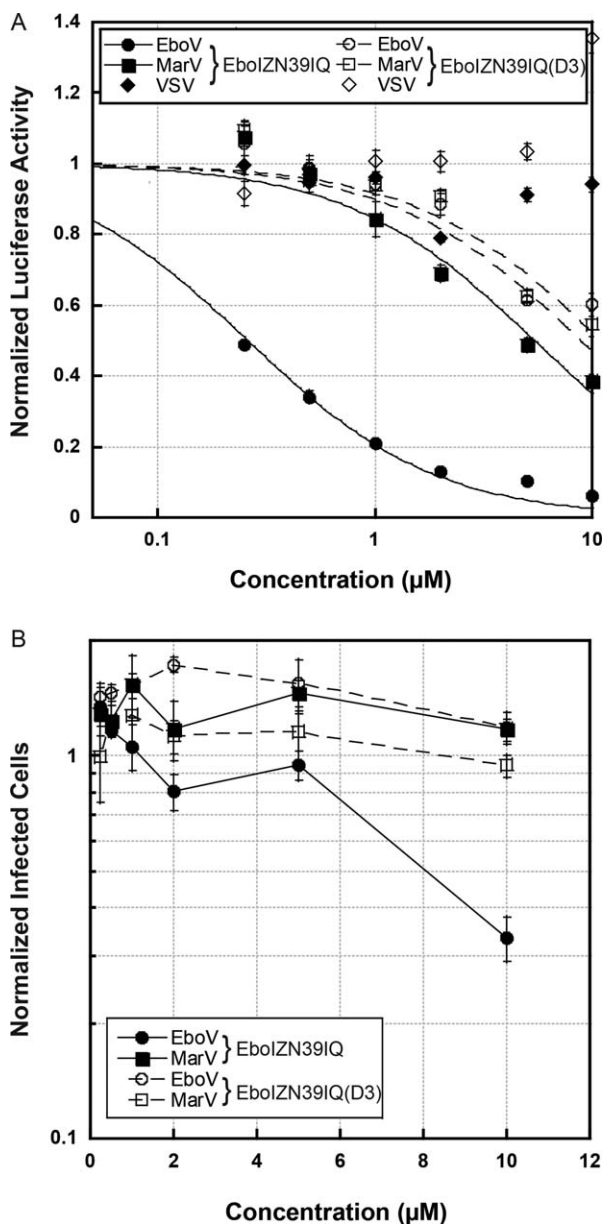 A
EboV
MarV } EboIZN39IQ
VSV
EboV
MarV } EboIZN39IQ(D3)
VSV
1.4
1.2
1
0.8
0.6
0.4
0.2
0
Normalized Luciferase Activity
0.1 1 10
Concentration (µM)
B
1
0.1
Normalized Infected Cells
EboV
MarV } EboIZN39IQ
EboV
MarV } EboIZN39IQ(D3)
0 2 4 6 8 10 12
Concentration (µM)